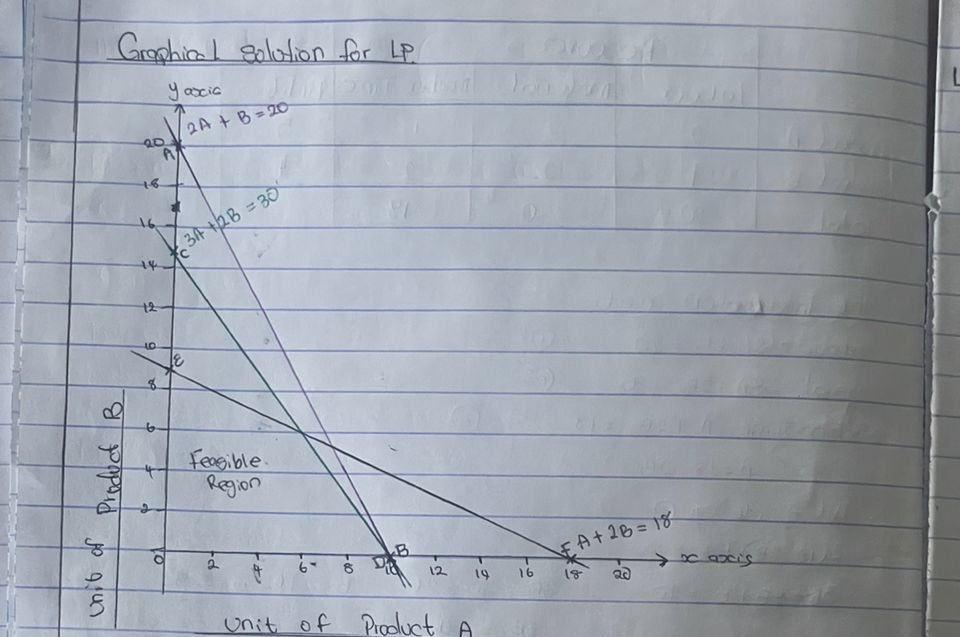 Graphical Solution for LP.
y axis
2A + B = 20
20
A
18
3A + 2B = 30
16
C
14
12
10
E
8
6
Feasible
Region
4
2
B
D
F A + 2B = 18
0 2 4 6 8 10 12 14 16 18 20 x axis
Unit of Product B
Unit of Product A
L